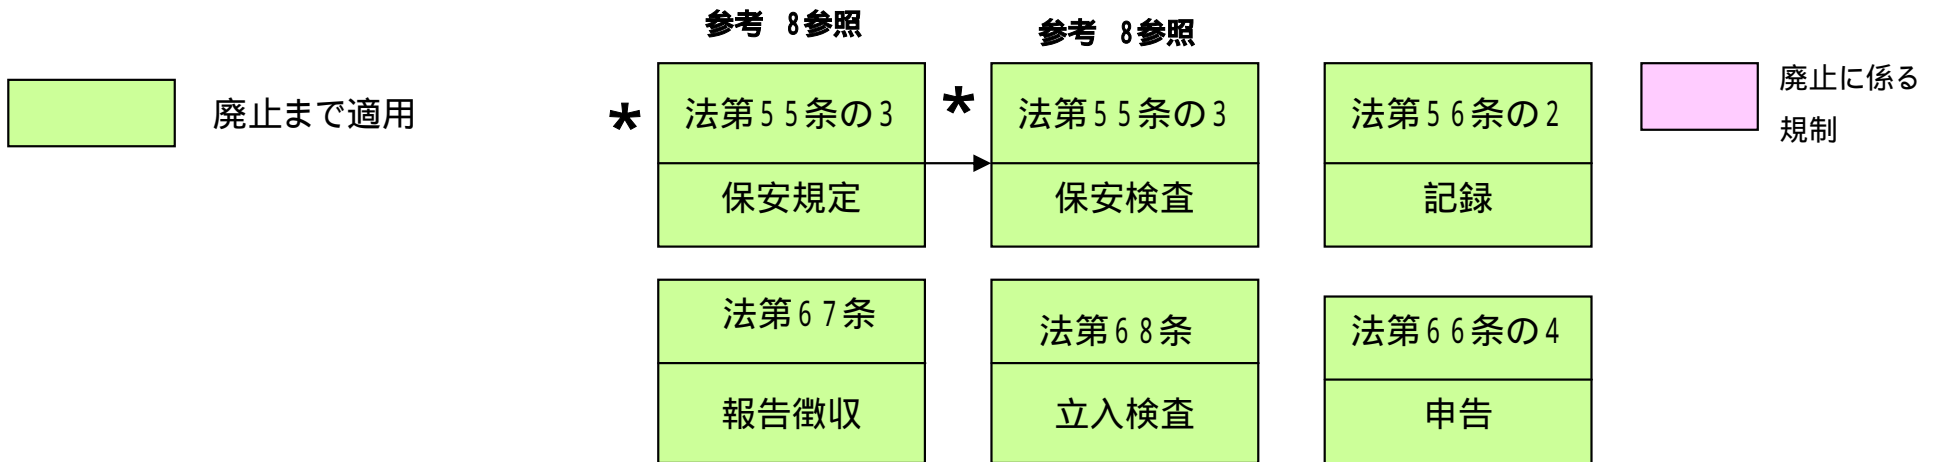 参考　8参照
参考　8参照
廃止まで適用
*
法第５５条の３
保安規定
*
法第５５条の３
保安検査
法第５６条の２
記録
廃止に係る
規制
法第６７条
報告徴収
法第６８条
立入検査
法第６６条の４
申告